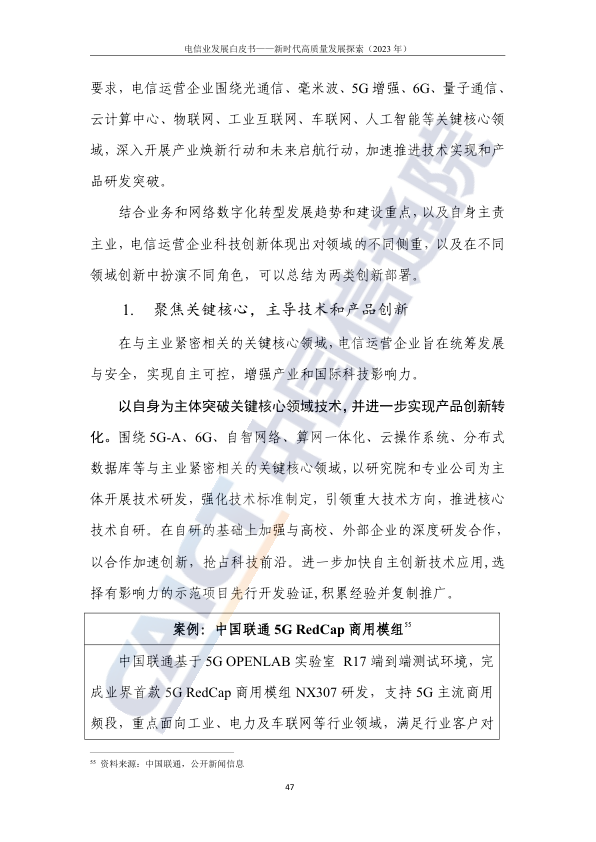 电信业发展白皮书——新时代高质量发展探索（2023 年）
要求，电信运营企业围绕光通信、毫米波、5G 增强、6G、量子通信、
云计算中心、物联网、工业互联网、车联网、人工智能等关键核心领
域，深入开展产业焕新行动和未来启航行动，加速推进技术实现和产
品研发突破。
结合业务和网络数字化转型发展趋势和建设重点，以及自身主责
主业，电信运营企业科技创新体现出对领域的不同侧重，以及在不同
领域创新中扮演不同角色，可以总结为两类创新部署。
1. 聚焦关键核心，主导技术和产品创新
在与主业紧密相关的关键核心领域，电信运营企业旨在统筹发展
与安全，实现自主可控，增强产业和国际科技影响力。
以自身为主体突破关键核心领域技术，并进一步实现产品创新转
化。围绕 5G-A、6G、自智网络、算网一体化、云操作系统、分布式
数据库等与主业紧密相关的关键核心领域，以研究院和专业公司为主
体开展技术研发，强化技术标准制定，引领重大技术方向，推进核心
技术自研。在自研的基础上加强与高校、外部企业的深度研发合作，
以合作加速创新，抢占科技前沿。进一步加快自主创新技术应用，选
择有影响力的示范项目先行开发验证，积累经验并复制推广。
案例：中国联通 5G RedCap 商用模组55
中国联通基于 5G OPENLAB 实验室 R17 端到端测试环境，完
成业界首款 5G RedCap 商用模组 NX307 研发，支持 5G 主流商用
频段，重点面向工业、电力及车联网等行业领域，满足行业客户对
55 资料来源：中国联通，公开新闻信息
47
CAICT 中国信通院